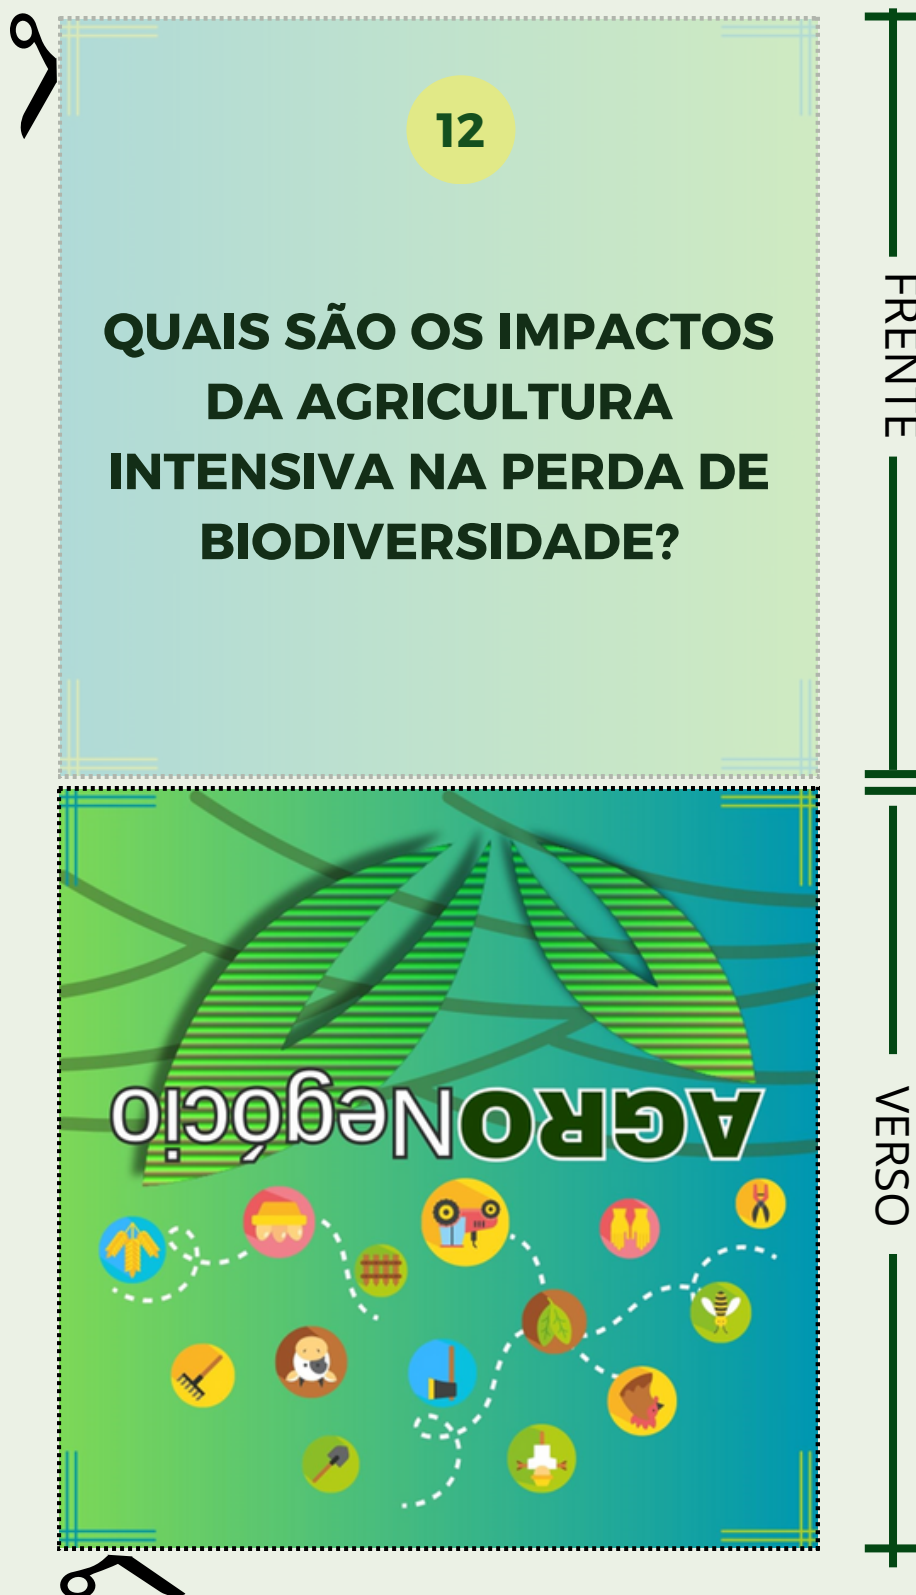 12
QUAIS SÃO OS IMPACTOS
DA AGRICULTURA
INTENSIVA NA PERDA DE
BIODIVERSIDADE?
FRENTE
AGRONegócio
VERSO